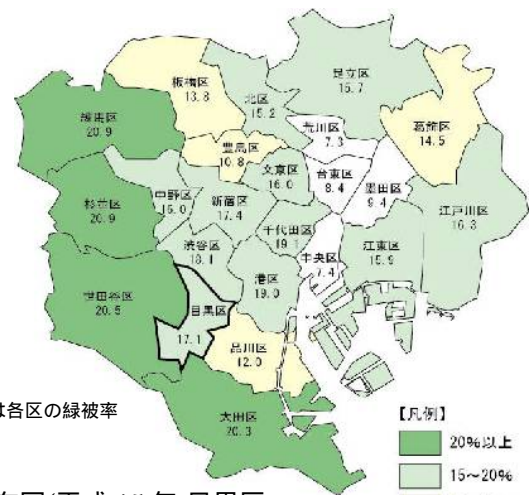 板橋区
13.8
足立区
15.7
北区
15.2
練馬区
20.9
荒川区
7.3
葛飾区
14.5
豊島区
10.8
文京区
16.0
台東区
8.4
墨田区
9.4
杉並区
20.9
中野区
新宿区
17.4
江戸川区
16.3
千代田区
19.1
渋谷区
18.1
中央区
7.4
江東区
15.9
港区
19.0
世田谷区
20.5
目黒区
17.1
品川区
12.0
大田区
20.3
は各区の緑被率
【凡例】
20%以上
15~20%